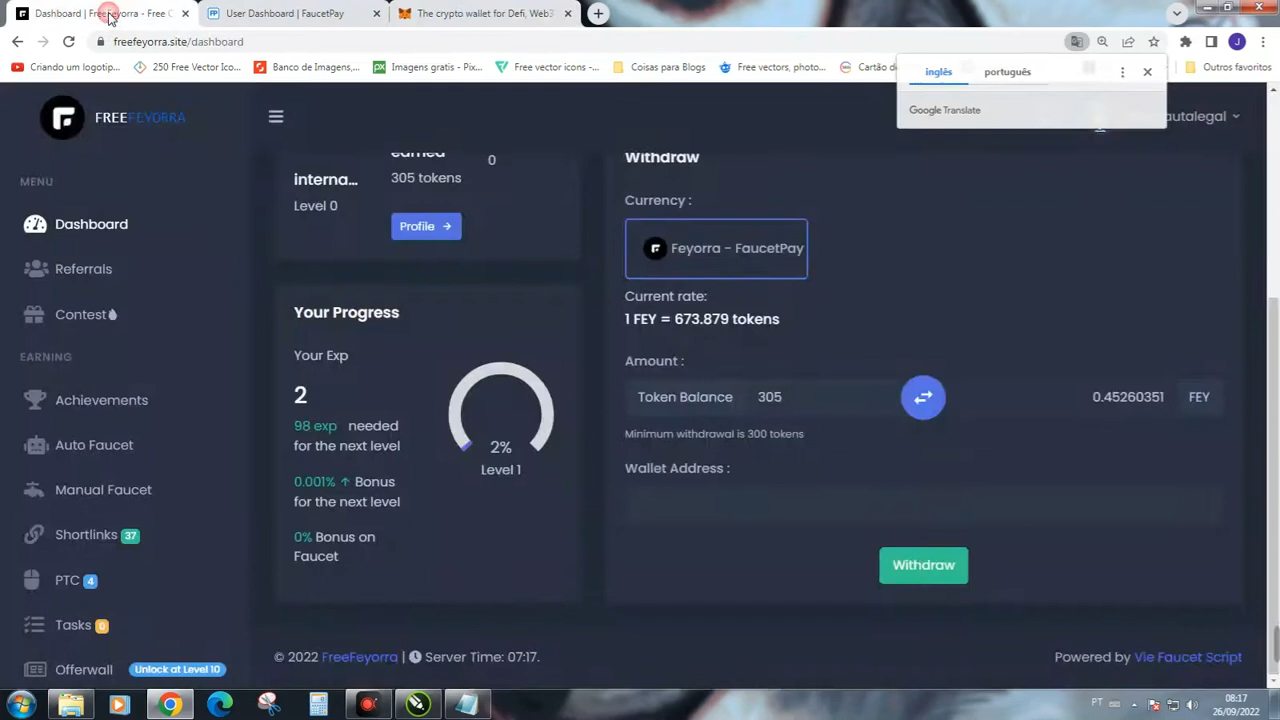 Dashboard | Freefeyorra - Free C
User Dashboard | FaucetPay
The crypto wallet for Defi, Web3
freefeyorra.site/dashboard
Criando um logotip...
250 Free Vector Ico...
Banco de Imagens,...
Imagens gratis - Pix...
Free vector icons -...
Coisas para Blogs
Free vectors, photo...
Cartão d
Outros favoritos
inglês
português
Google Translate
FREEFEYORRA
utalegal
MENU
Dashboard
Referrals
Contest
EARNING
Achievements
Auto Faucet
Manual Faucet
Shortlinks 37
PTC 4
Tasks 0
Offerwall Unlock at Level 10
interna...
Level 0
earned
305 tokens
0
Profile
Your Progress
Your Exp
2
98 exp needed
for the next level
0.001% ↑ Bonus
for the next level
0% Bonus on
Faucet
2%
Level 1
Withdraw
Currency :
Feyorra - FaucetPay
Current rate:
1 FEY = 673.879 tokens
Amount :
Token Balance 305
0.45260351 FEY
Minimum withdrawal is 300 tokens
Wallet Address :
Withdraw
© 2022 FreeFeyorra | Server Time: 07:17.
Powered by Vie Faucet Script
PT
08:17
26/09/2022